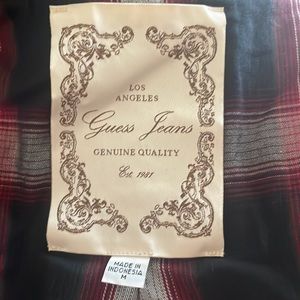 LOS
ANGELES
Guess Jeans
GENUINE QUALITY
Est. 1981
MADE IN
INDONESIA
M